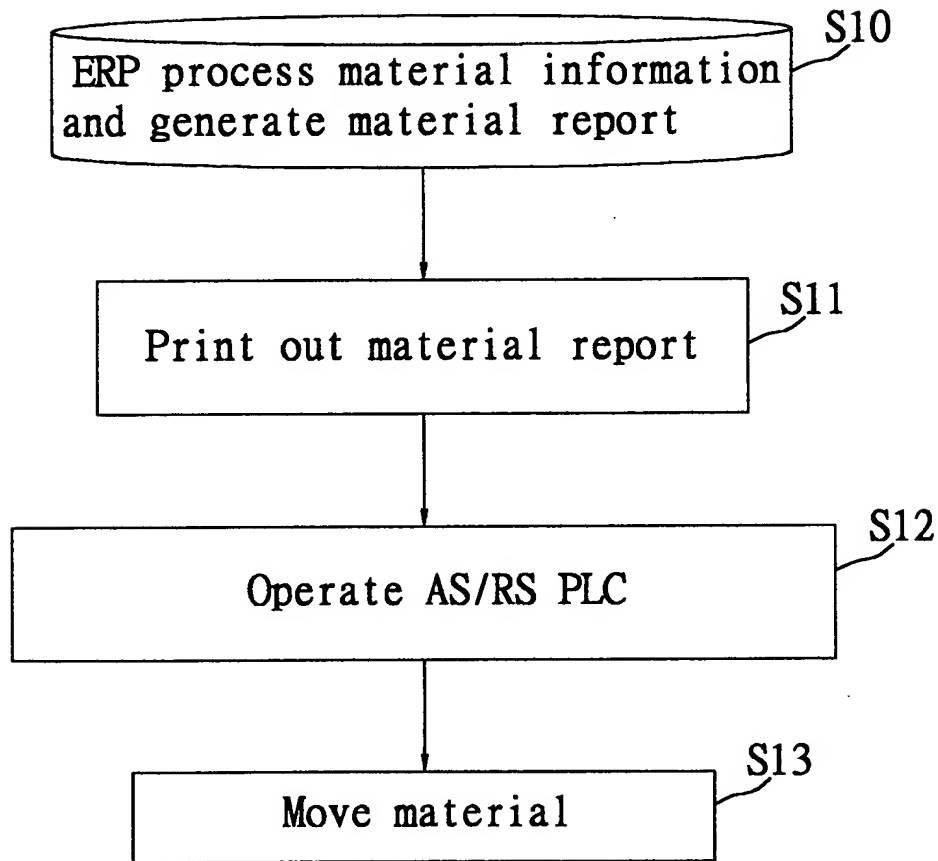 S10
ERP process material information
and generate material report
S11
Print out material report
S12
Operate AS/RS PLC
S13
Move material